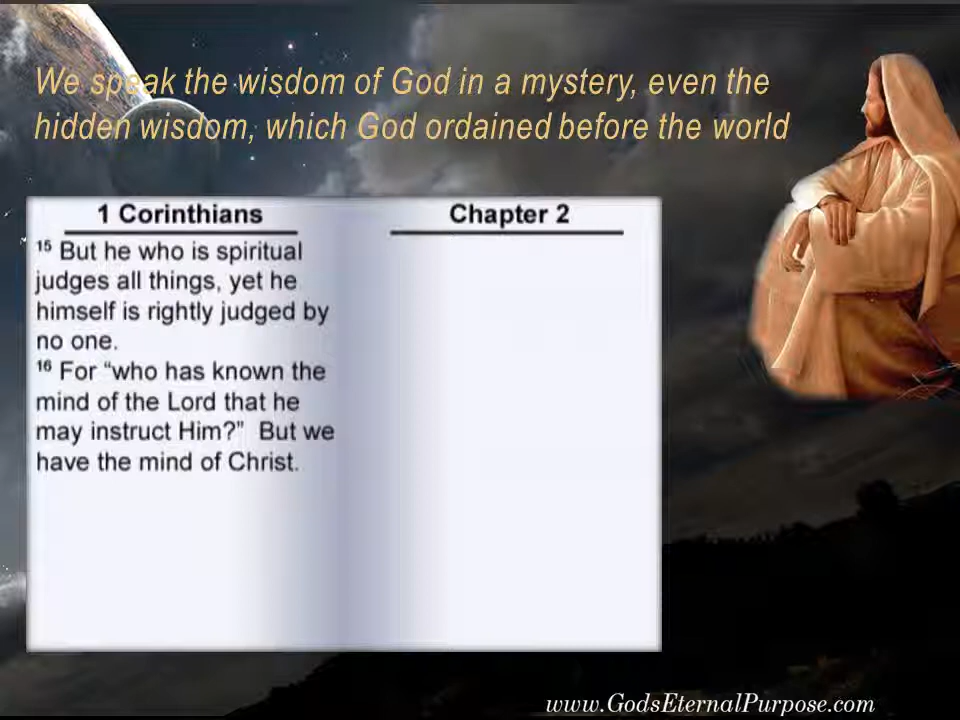 We speak the wisdom of God in a mystery, even the
hidden wisdom, which God ordained before the world
1 Corinthians
Chapter 2
15 But he who is spiritual
judges all things, yet he
himself is rightly judged by
no one.
16 For “who has known the
mind of the Lord that he
may instruct Him?” But we
have the mind of Christ.
www.GodsEternalPurpose.com